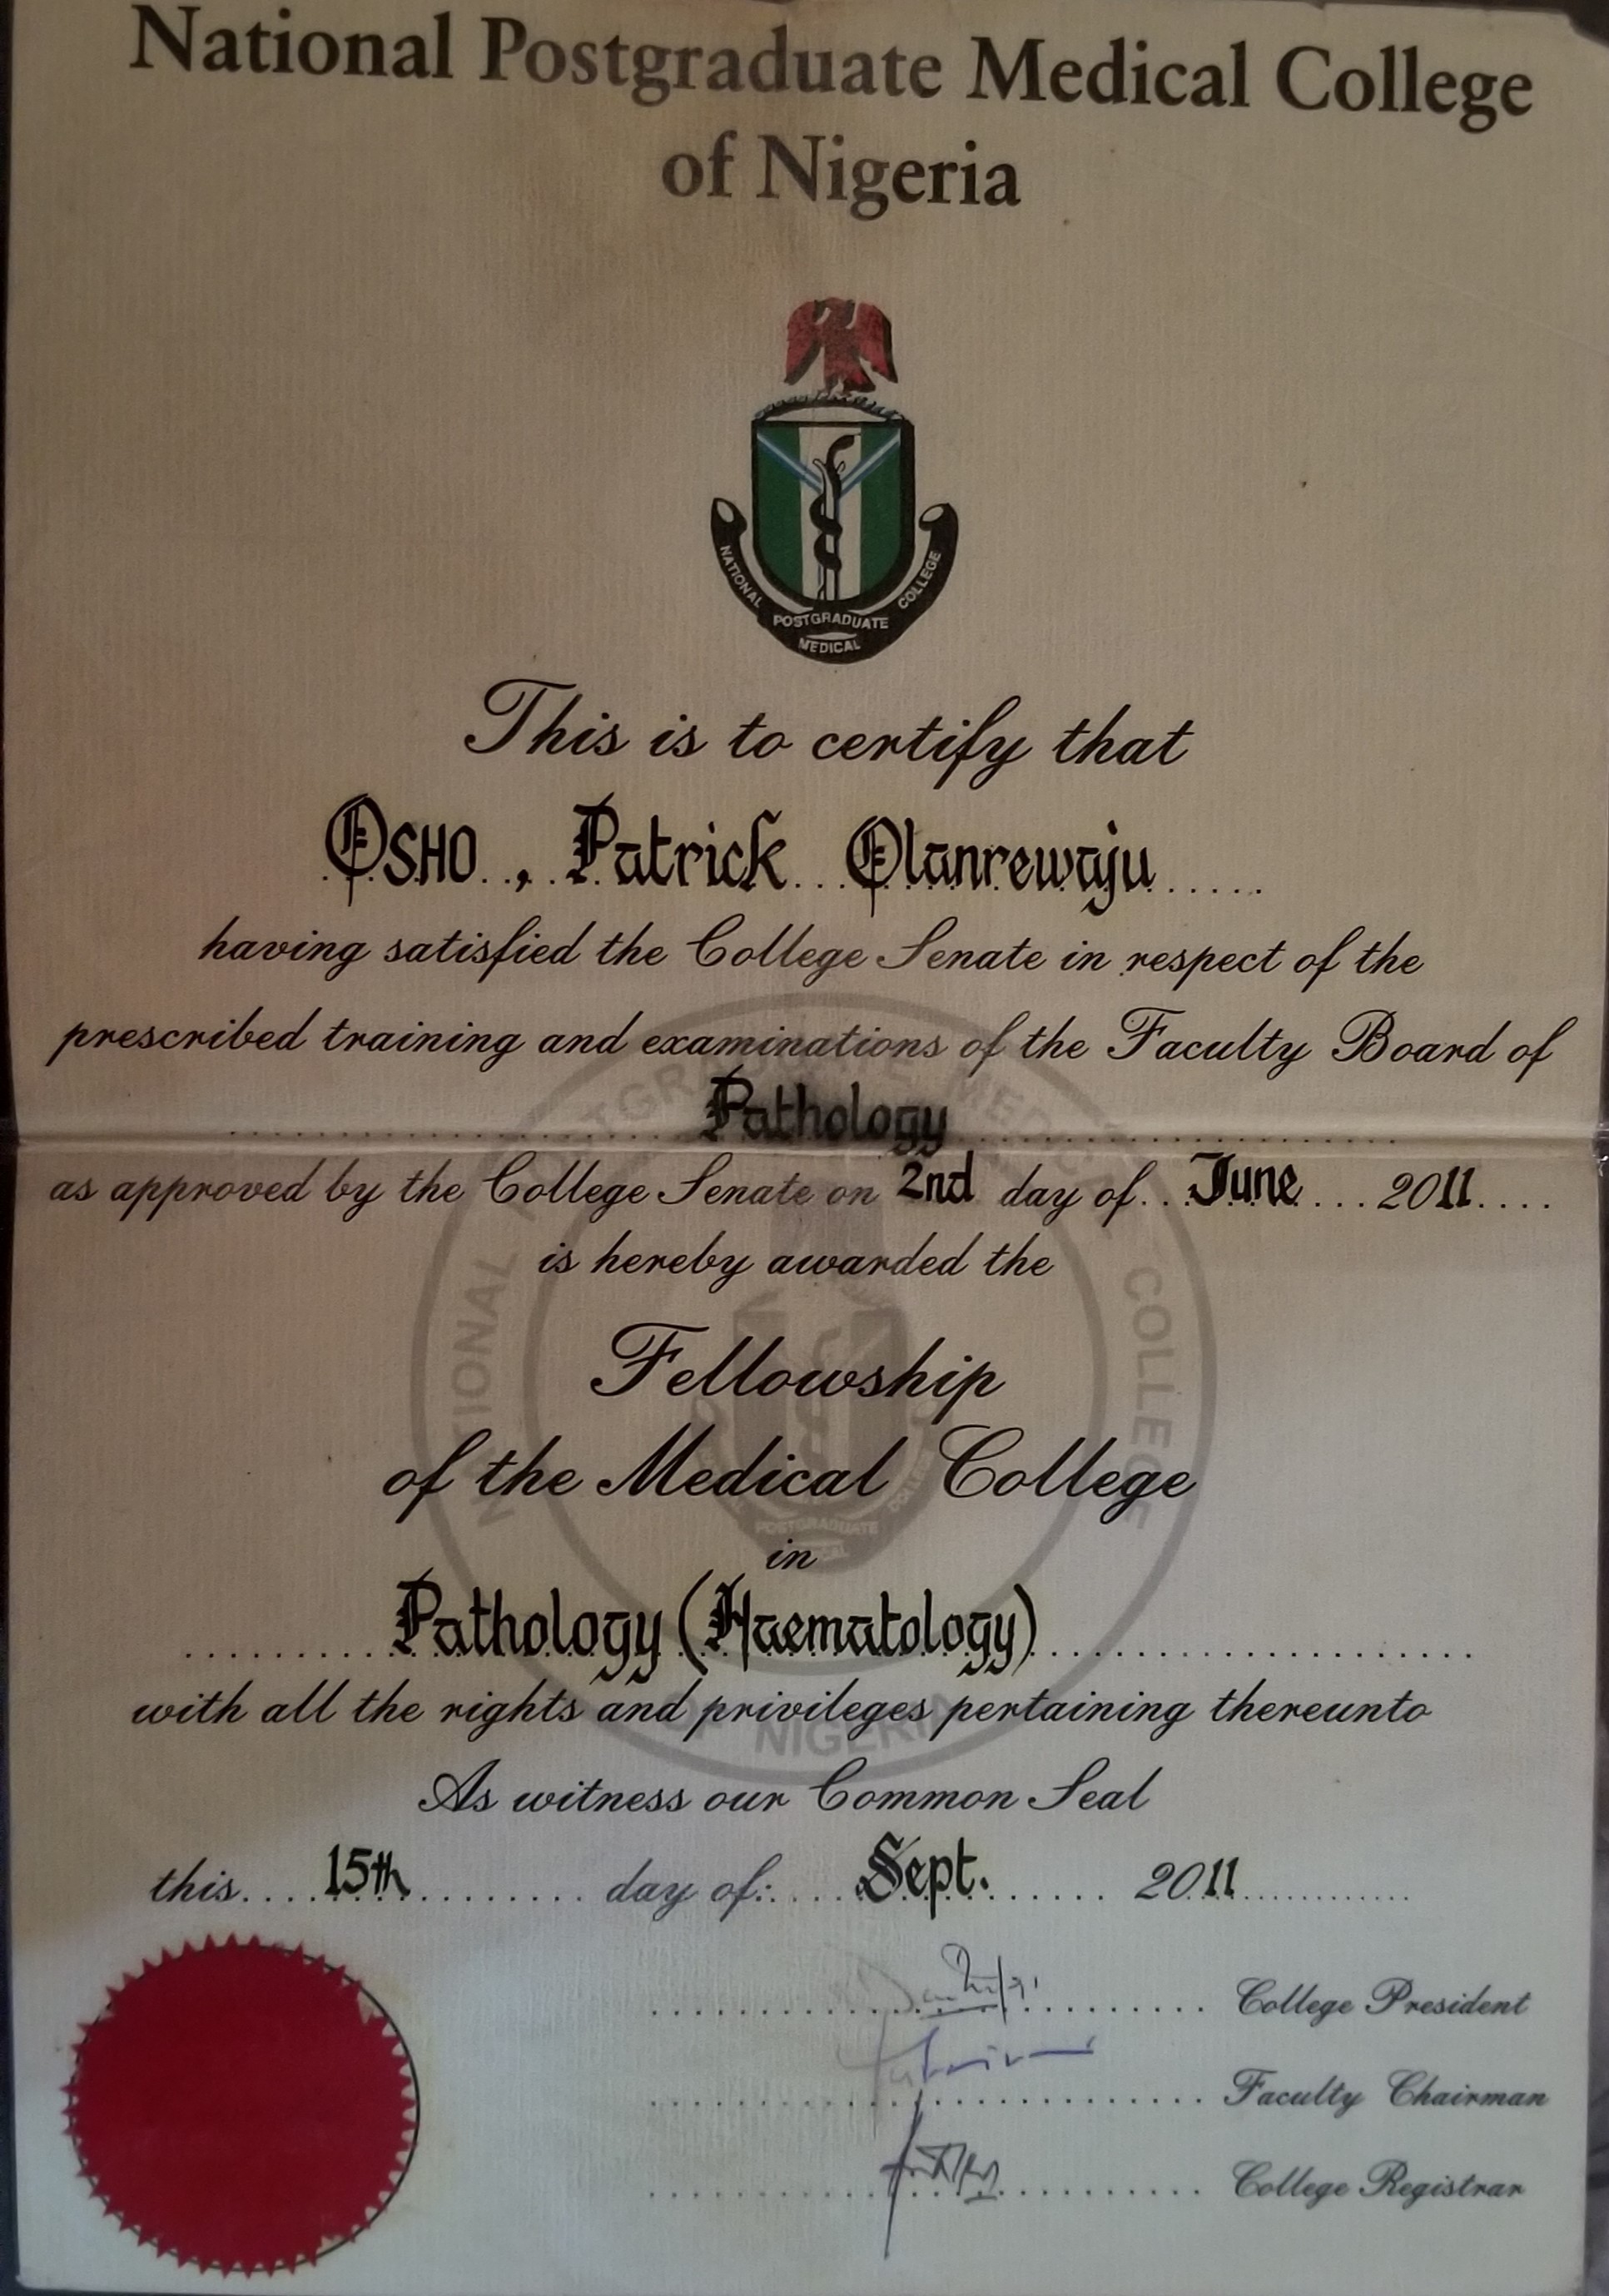 National Postgraduate Medical College
of Nigeria
NATIONAL POSTGRADUATE MEDICAL COLLEGE
This is to certify that
OSHO, Patrick Olanrewaju
having satisfied the College Senate in respect of the
prescribed training and examinations of the Faculty Board of
Pathology
as approved by the College Senate on 2nd day of June 2011
is hereby awarded the
Fellowship
of the Medical College
in
Pathology (Haematology)
with all the rights and privileges pertaining thereunto
As witness our Common Seal
this 15th day of: Sept. 2011
College President
Faculty Chairman
College Registrar
NATIONAL POSTGRADUATE MEDICAL COLLEGE
NIGERIA